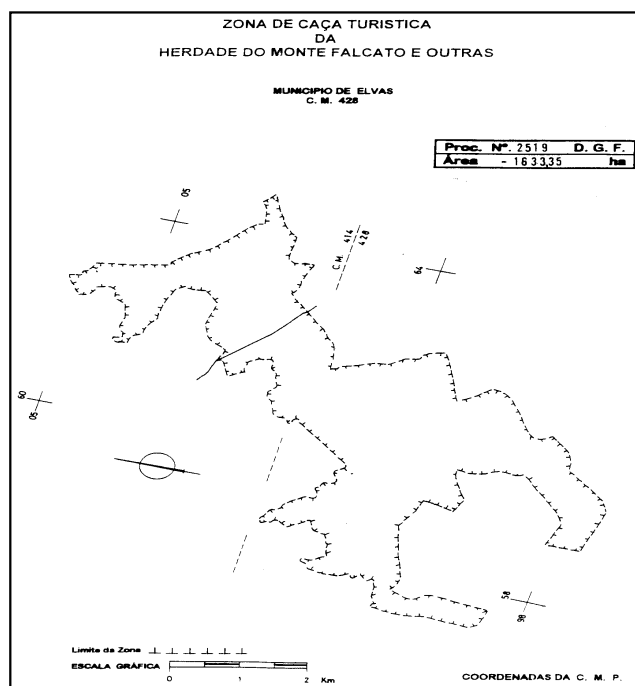 ZONA DE CAÇA TURISTICA
DA
HERDADE DO MONTE FALCATO E OUTRAS
MUNICIPIO DE ELVAS
C. M. 428
Proc. Nº. 2519 D. G. F.
Área - 1633,35 ha
05
C.M. 414
428
64
60
05
58
98
Limite da Zona
ESCALA GRÁFICA
0 1 2 Km
COORDENADAS DA C. M. P.